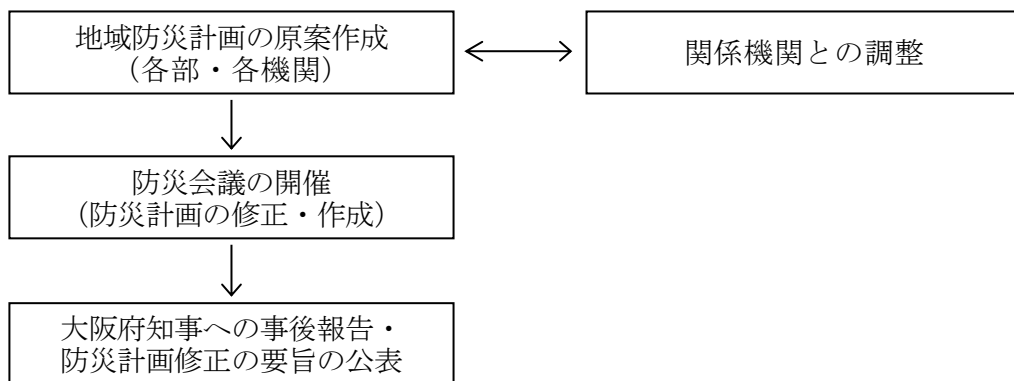 地域防災計画の原案作成
（各部・各機関）
関係機関との調整
防災会議の開催
（防災計画の修正・作成）
大阪府知事への事後報告・
防災計画修正の要旨の公表